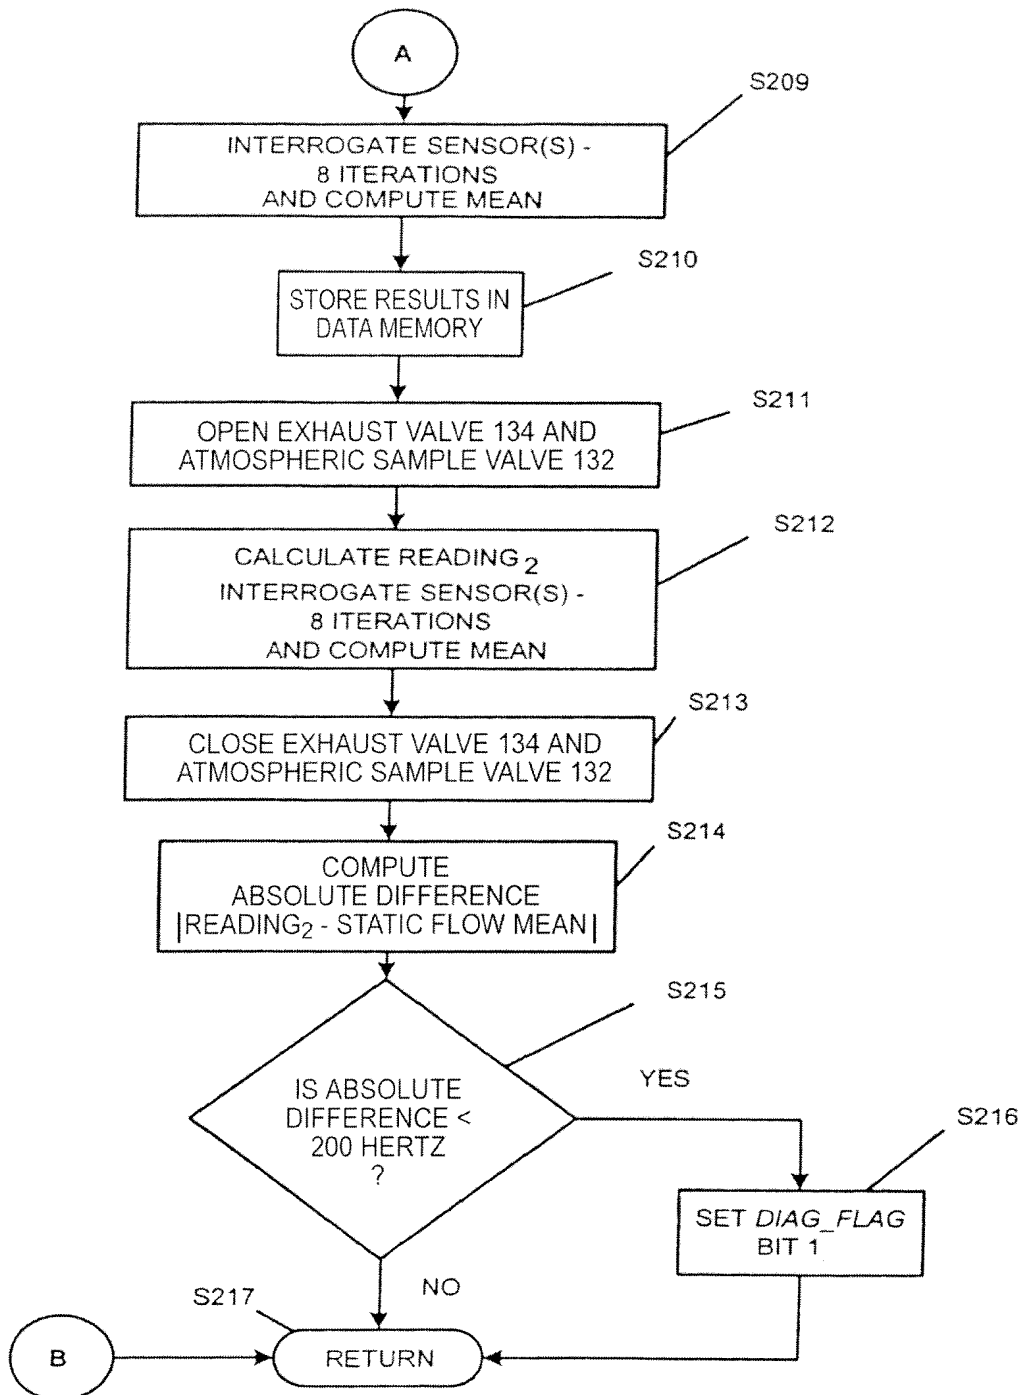 A
S209
INTERROGATE SENSOR(S) -
8 ITERATIONS
AND COMPUTE MEAN
S210
STORE RESULTS IN
DATA MEMORY
S211
OPEN EXHAUST VALVE 134 AND
ATMOSPHERIC SAMPLE VALVE 132
S212
CALCULATE READING2
INTERROGATE SENSOR(S) -
8 ITERATIONS
AND COMPUTE MEAN
S213
CLOSE EXHAUST VALVE 134 AND
ATMOSPHERIC SAMPLE VALVE 132
S214
COMPUTE
ABSOLUTE DIFFERENCE
|READING2 - STATIC FLOW MEAN|
S215
IS ABSOLUTE
DIFFERENCE <
200 HERTZ
?
YES
S216
SET DIAG_FLAG
BIT 1
NO
S217
B
RETURN